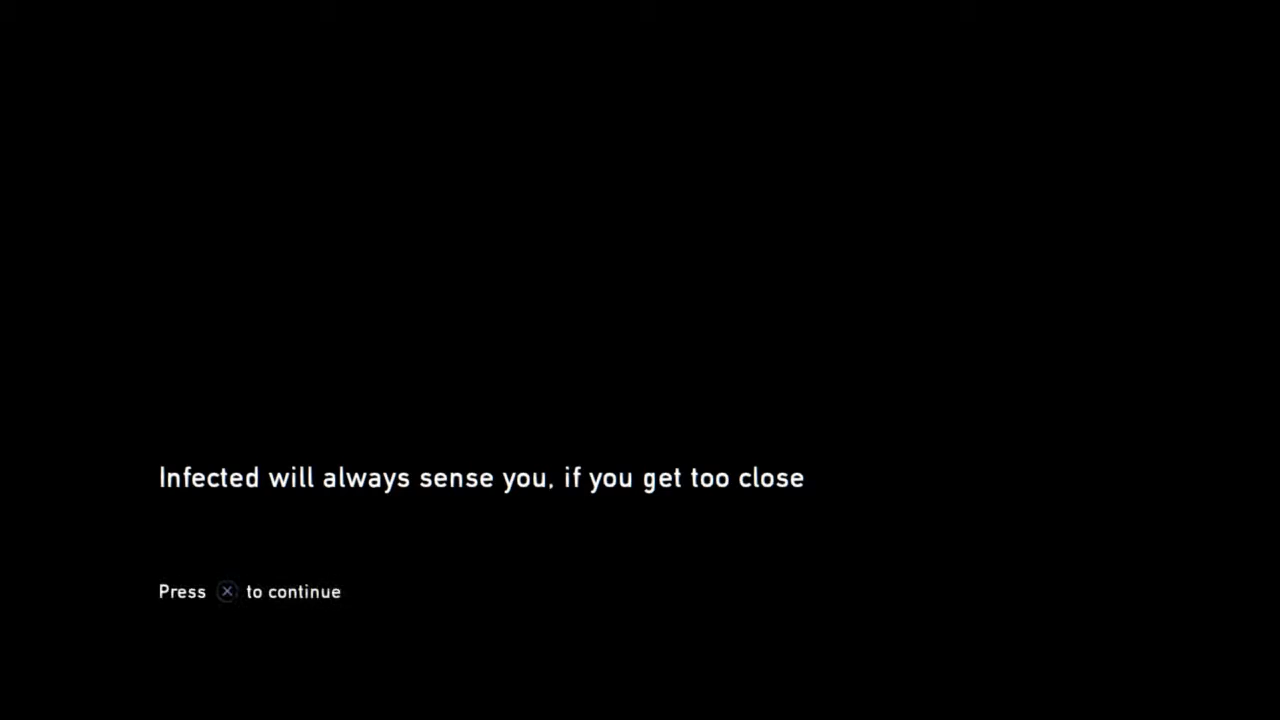 Infected will always sense you, if you get too close
Press ⓧ to continue